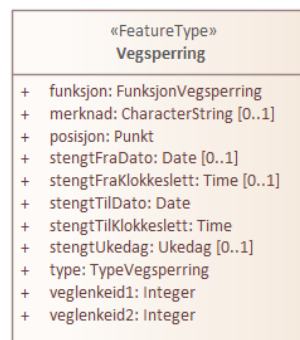 «FeatureType»
Vegsperring
+ funksjon: FunksjonVegsperring
+ merknad: CharacterString [0..1]
+ posisjon: Punkt
+ stengtFraDato: Date [0..1]
+ stengtFraKlokkeslett: Time [0..1]
+ stengtTilDato: Date
+ stengtTilKlokkeslett: Time
+ stengtUkedag: Ukedag [0..1]
+ type: TypeVegsperring
+ veglenkeid1: Integer
+ veglenkeid2: Integer